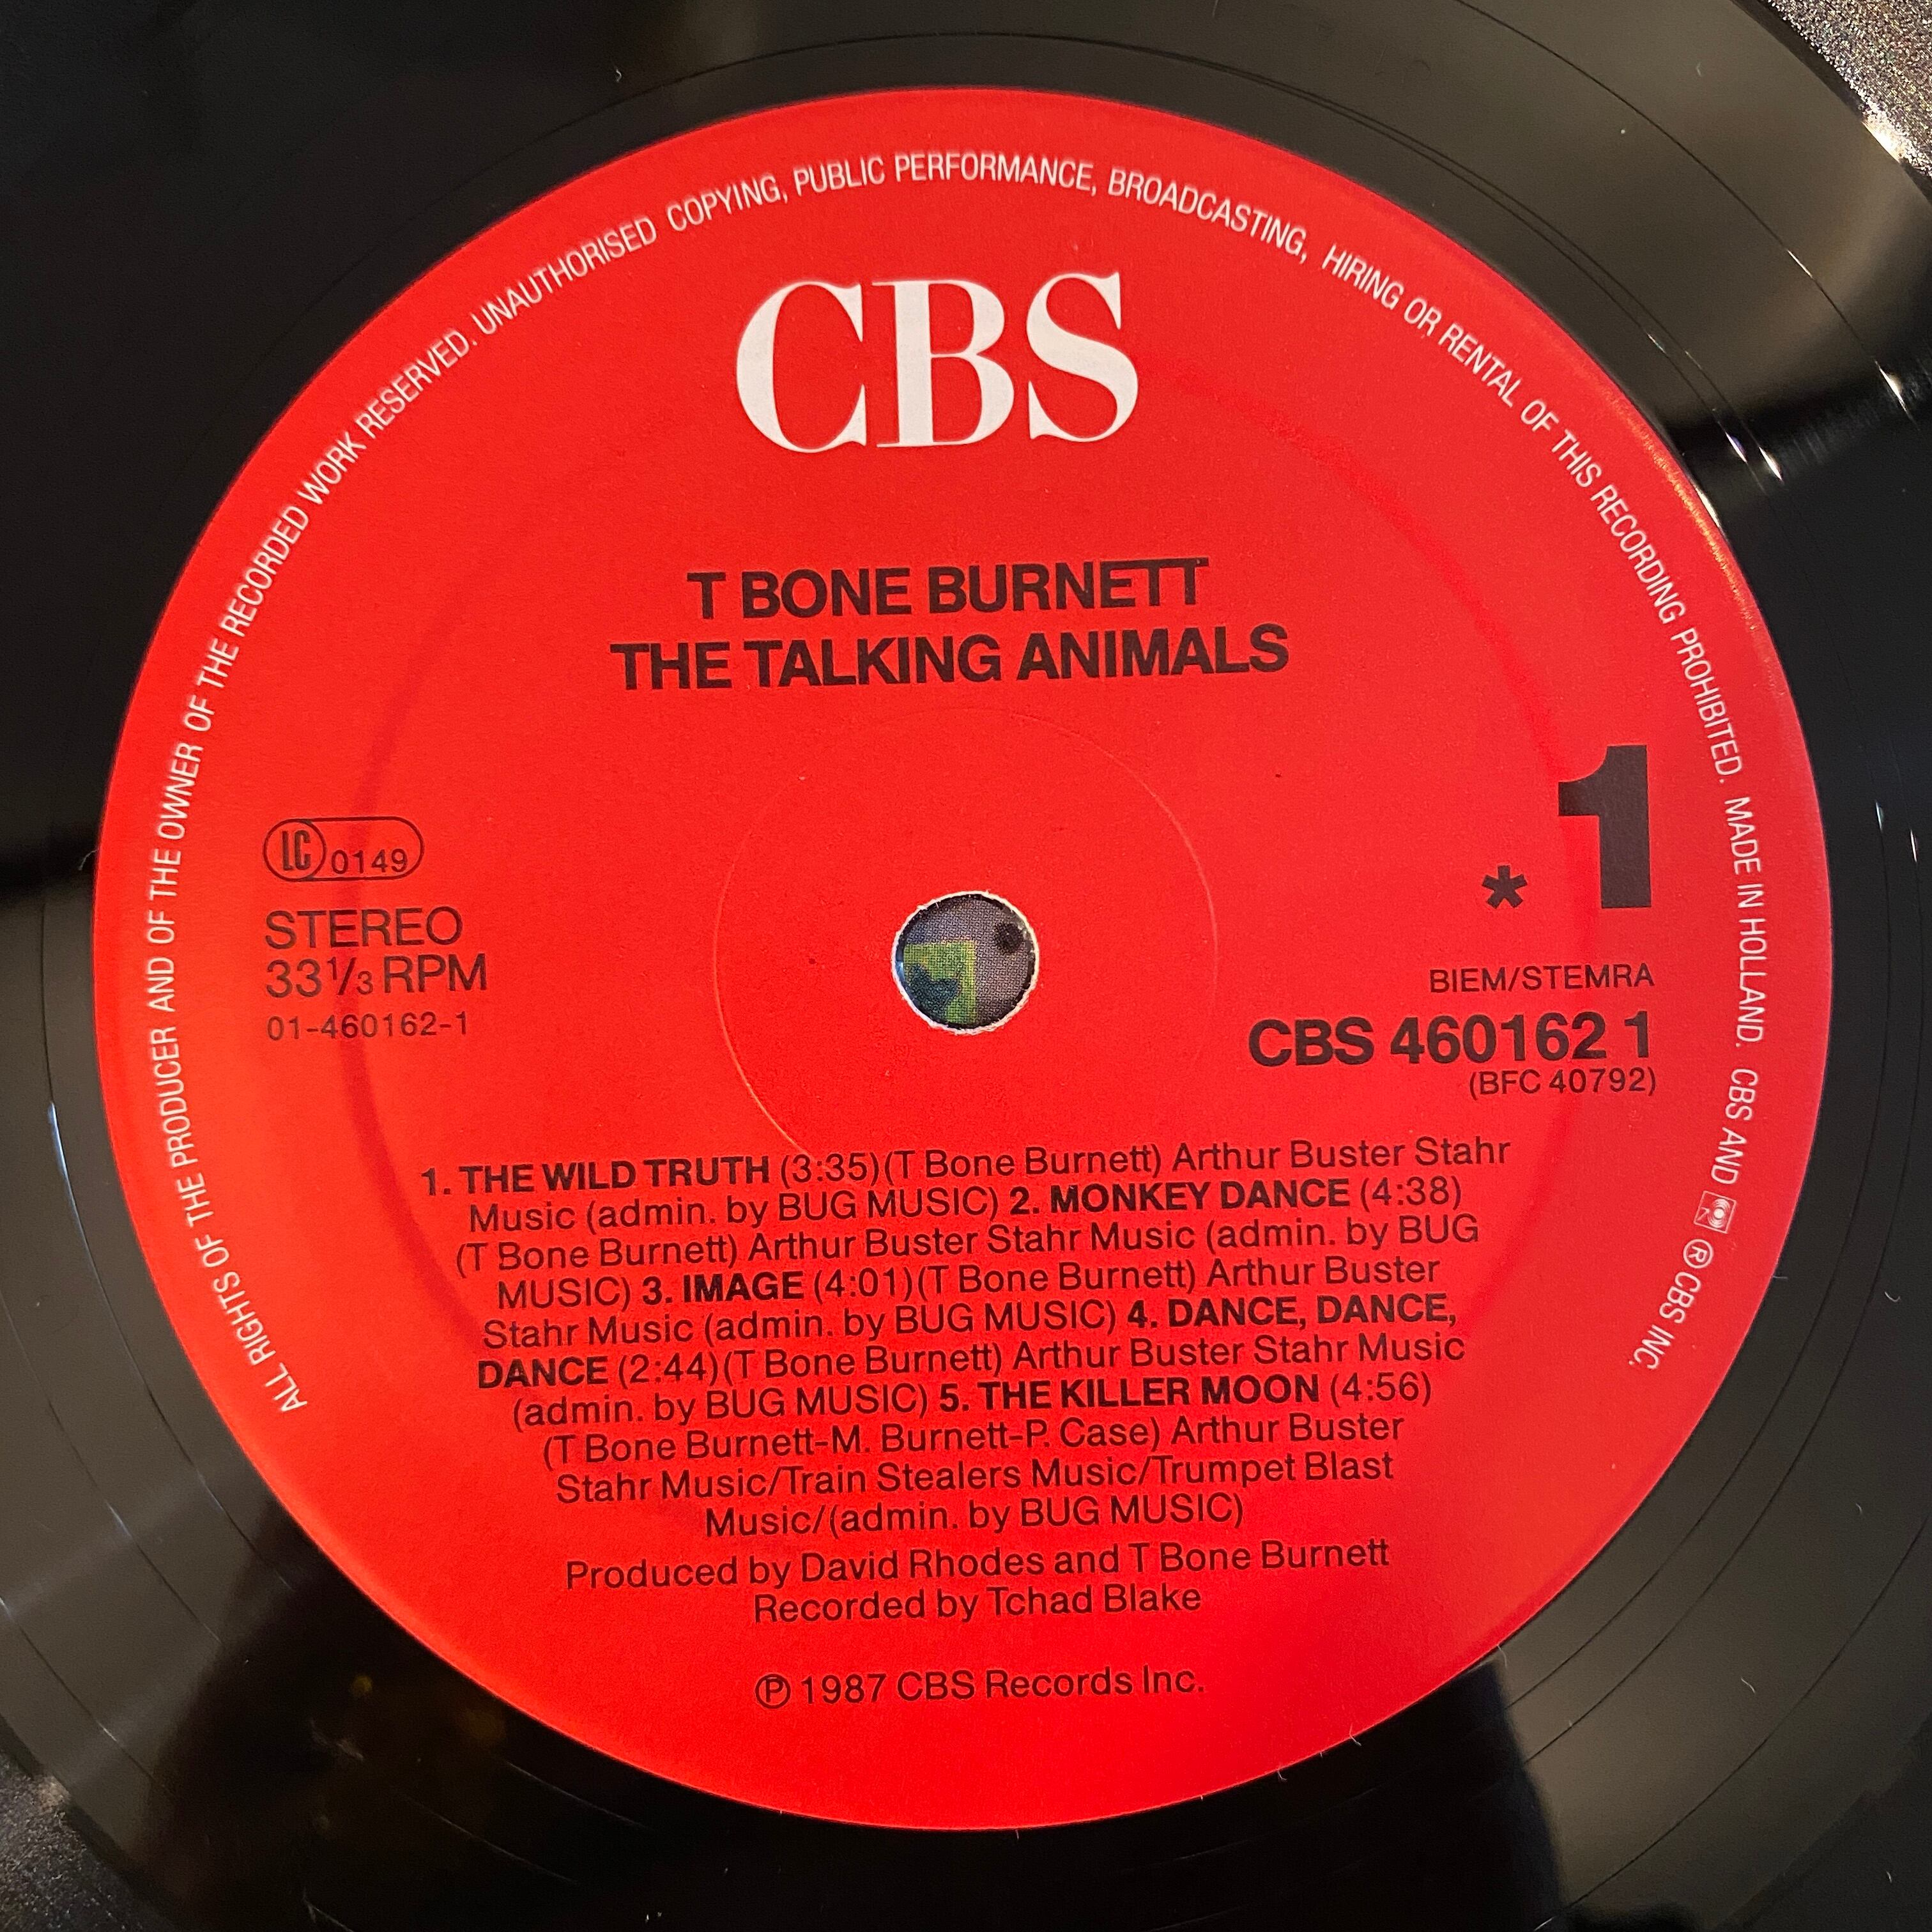 ALL RIGHTS OF THE PRODUCER AND OF THE OWNER OF THE RECORDED WORK RESERVED. UNAUTHORISED COPYING, PUBLIC PERFORMANCE, BROADCASTING, HIRING OR RENTAL OF THIS RECORDING PROHIBITED. MADE IN HOLLAND. CBS AND ® CBS INC.
CBS
T BONE BURNETT
THE TALKING ANIMALS
LC 0149
STEREO
33 1/3 RPM
01-460162-1
* 1
BIEM/STEMRA
CBS 460162 1
(BFC 40792)
1. THE WILD TRUTH (3:35)(T Bone Burnett) Arthur Buster Stahr
Music (admin. by BUG MUSIC) 2. MONKEY DANCE (4:38)
(T Bone Burnett) Arthur Buster Stahr Music (admin. by BUG
MUSIC) 3. IMAGE (4:01)(T Bone Burnett) Arthur Buster
Stahr Music (admin. by BUG MUSIC) 4. DANCE, DANCE,
DANCE (2:44)(T Bone Burnett) Arthur Buster Stahr Music
(admin. by BUG MUSIC) 5. THE KILLER MOON (4:56)
(T Bone Burnett-M. Burnett-P. Case) Arthur Buster
Stahr Music/Train Stealers Music/Trumpet Blast
Music/(admin. by BUG MUSIC)
Produced by David Rhodes and T Bone Burnett
Recorded by Tchad Blake
℗ 1987 CBS Records Inc.